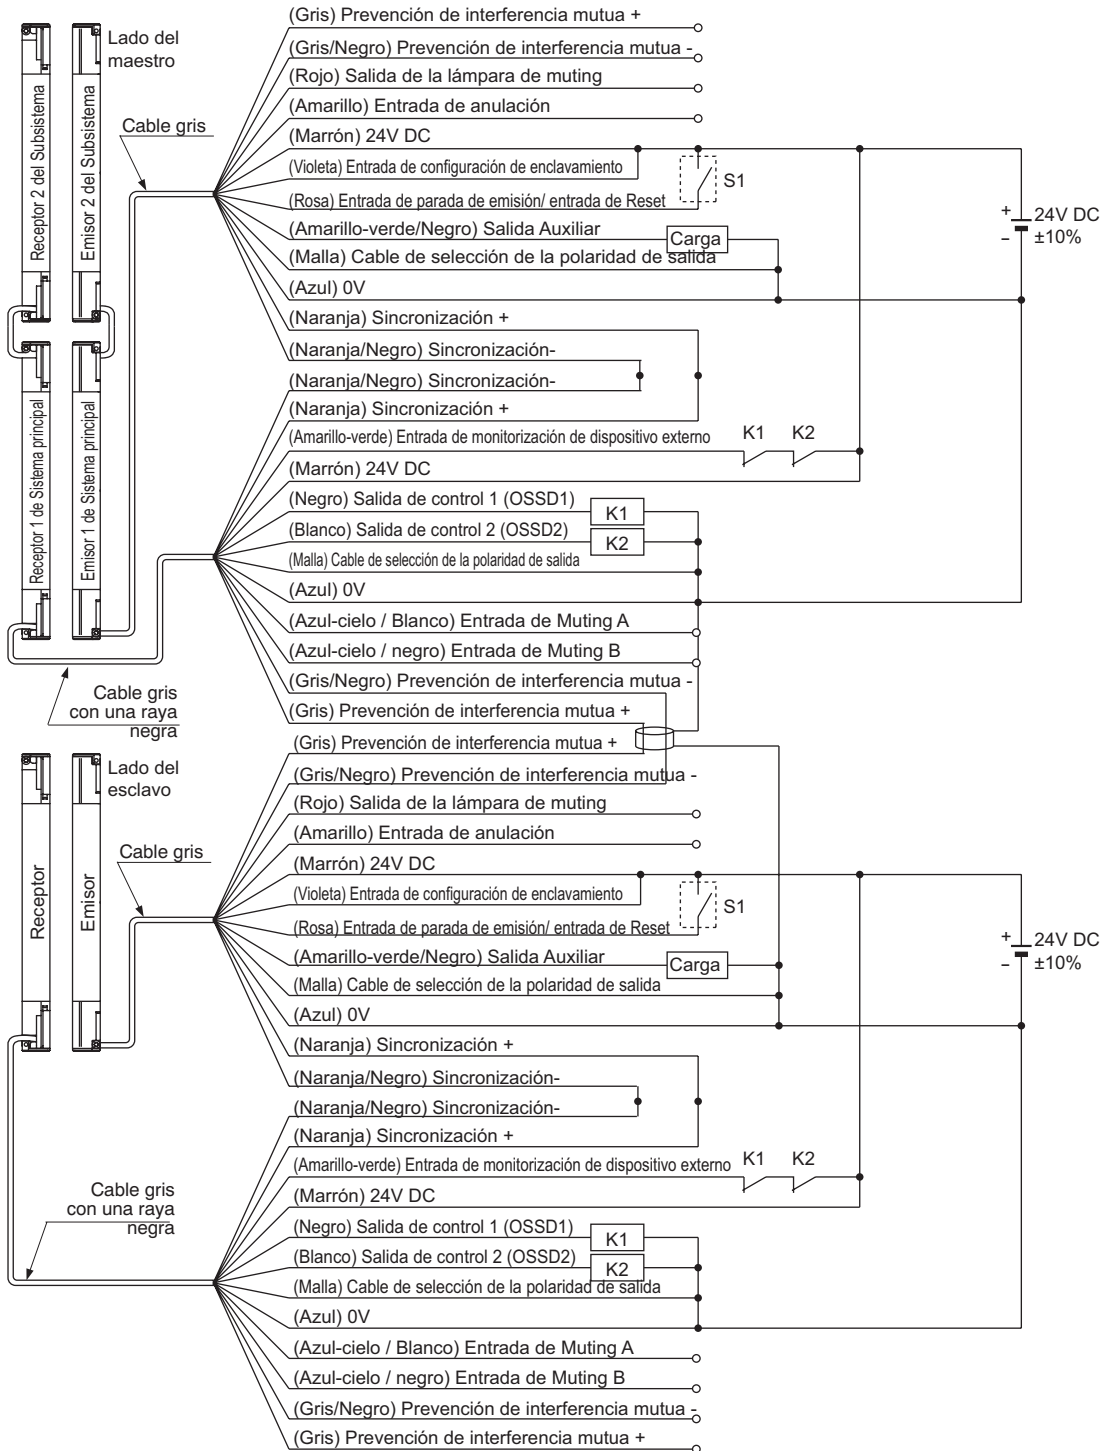 (Gris) Prevención de interferencia mutua +
Lado del
maestro
(Gris/Negro) Prevención de interferencia mutua -
(Rojo) Salida de la lámpara de muting
(Amarillo) Entrada de anulación
Cable gris
(Marrón) 24V DC
(Violeta) Entrada de configuración de enclavamiento
S1
(Rosa) Entrada de parada de emisión/ entrada de Reset
(Amarillo-verde/Negro) Salida Auxiliar
Carga
(Malla) Cable de selección de la polaridad de salida
(Azul) 0V
+
-
24V DC
±10%
Receptor 2 del Subsistema
Emisor 2 del Subsistema
(Naranja) Sincronización +
(Naranja/Negro) Sincronización-
(Naranja/Negro) Sincronización-
(Naranja) Sincronización +
(Amarillo-verde) Entrada de monitorización de dispositivo externo
K1
K2
(Marrón) 24V DC
(Negro) Salida de control 1 (OSSD1)
K1
(Blanco) Salida de control 2 (OSSD2)
K2
(Malla) Cable de selección de la polaridad de salida
(Azul) 0V
Receptor 1 de Sistema principal
Emisor 1 de Sistema principal
(Azul-cielo / Blanco) Entrada de Muting A
(Azul-cielo / negro) Entrada de Muting B
(Gris/Negro) Prevención de interferencia mutua -
(Gris) Prevención de interferencia mutua +
Cable gris
con una raya
negra
(Gris) Prevención de interferencia mutua +
Lado del
esclavo
(Gris/Negro) Prevención de interferencia mutua -
(Rojo) Salida de la lámpara de muting
(Amarillo) Entrada de anulación
Cable gris
(Marrón) 24V DC
(Violeta) Entrada de configuración de enclavamiento
S1
(Rosa) Entrada de parada de emisión/ entrada de Reset
(Amarillo-verde/Negro) Salida Auxiliar
Carga
(Malla) Cable de selección de la polaridad de salida
(Azul) 0V
+
-
24V DC
±10%
Receptor
Emisor
(Naranja) Sincronización +
(Naranja/Negro) Sincronización-
(Naranja/Negro) Sincronización-
(Naranja) Sincronización +
(Amarillo-verde) Entrada de monitorización de dispositivo externo
K1
K2
(Marrón) 24V DC
Cable gris
con una raya
negra
(Negro) Salida de control 1 (OSSD1)
K1
(Blanco) Salida de control 2 (OSSD2)
K2
(Malla) Cable de selección de la polaridad de salida
(Azul) 0V
(Azul-cielo / Blanco) Entrada de Muting A
(Azul-cielo / negro) Entrada de Muting B
(Gris/Negro) Prevención de interferencia mutua -
(Gris) Prevención de interferencia mutua +